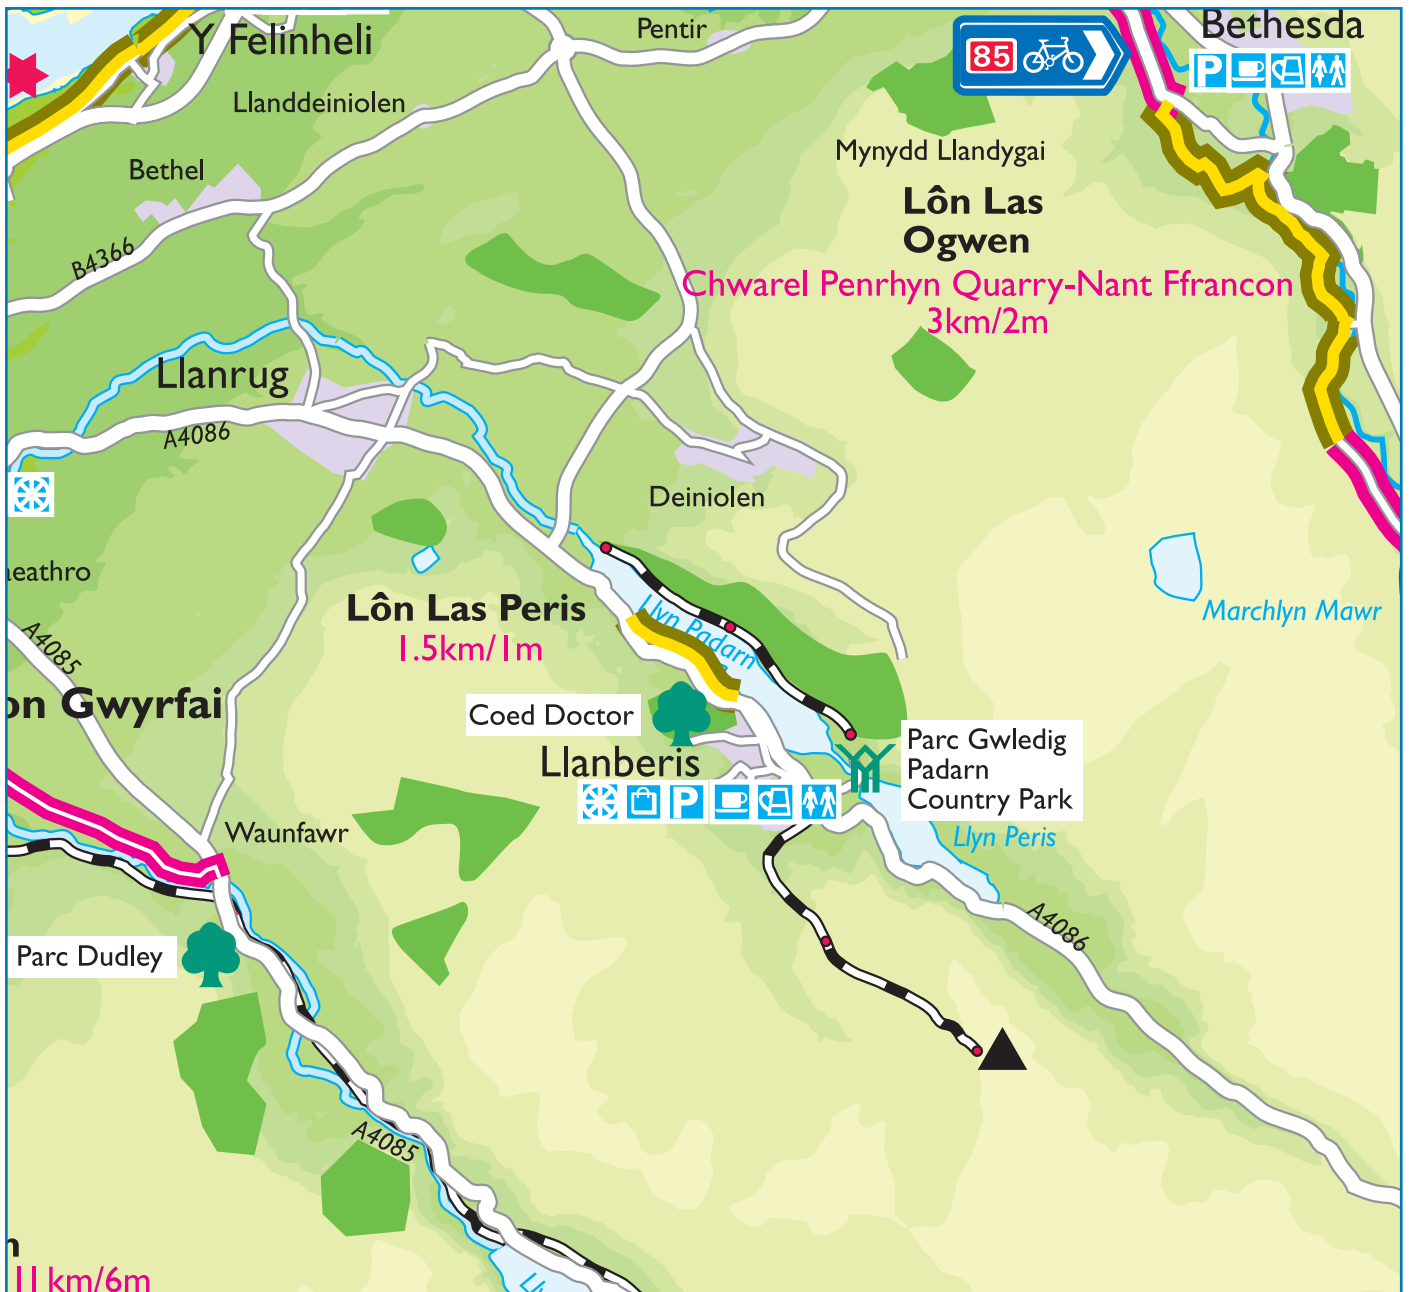 Y Felinheli
Pentir
85
Bethesda
P
Llanddeiniolen
Bethel
Mynydd Llandygai
Lôn Las
Ogwen
B4366
Chwarel Penrhyn Quarry-Nant Ffrancon
3km/2m
Llanrug
A4086
Deiniolen
aeathro
Lôn Las Peris
1.5km/1m
Llyn Padarn
Marchlyn Mawr
A4085
on Gwyrfai
Coed Doctor
Llanberis
P
Parc Gwledig
Padarn
Country Park
Waunfawr
Llyn Peris
A4086
Parc Dudley
A4085
n
11km/6m